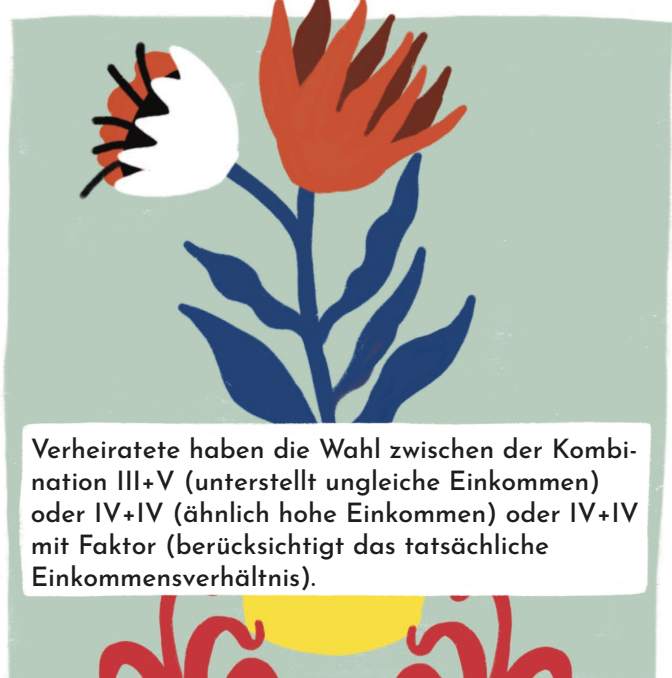 Verheiratete haben die Wahl zwischen der Kombi-
nation III+V (unterstellt ungleiche Einkommen)
oder IV+IV (ähnlich hohe Einkommen) oder IV+IV
mit Faktor (berücksichtigt das tatsächliche
Einkommensverhältnis).